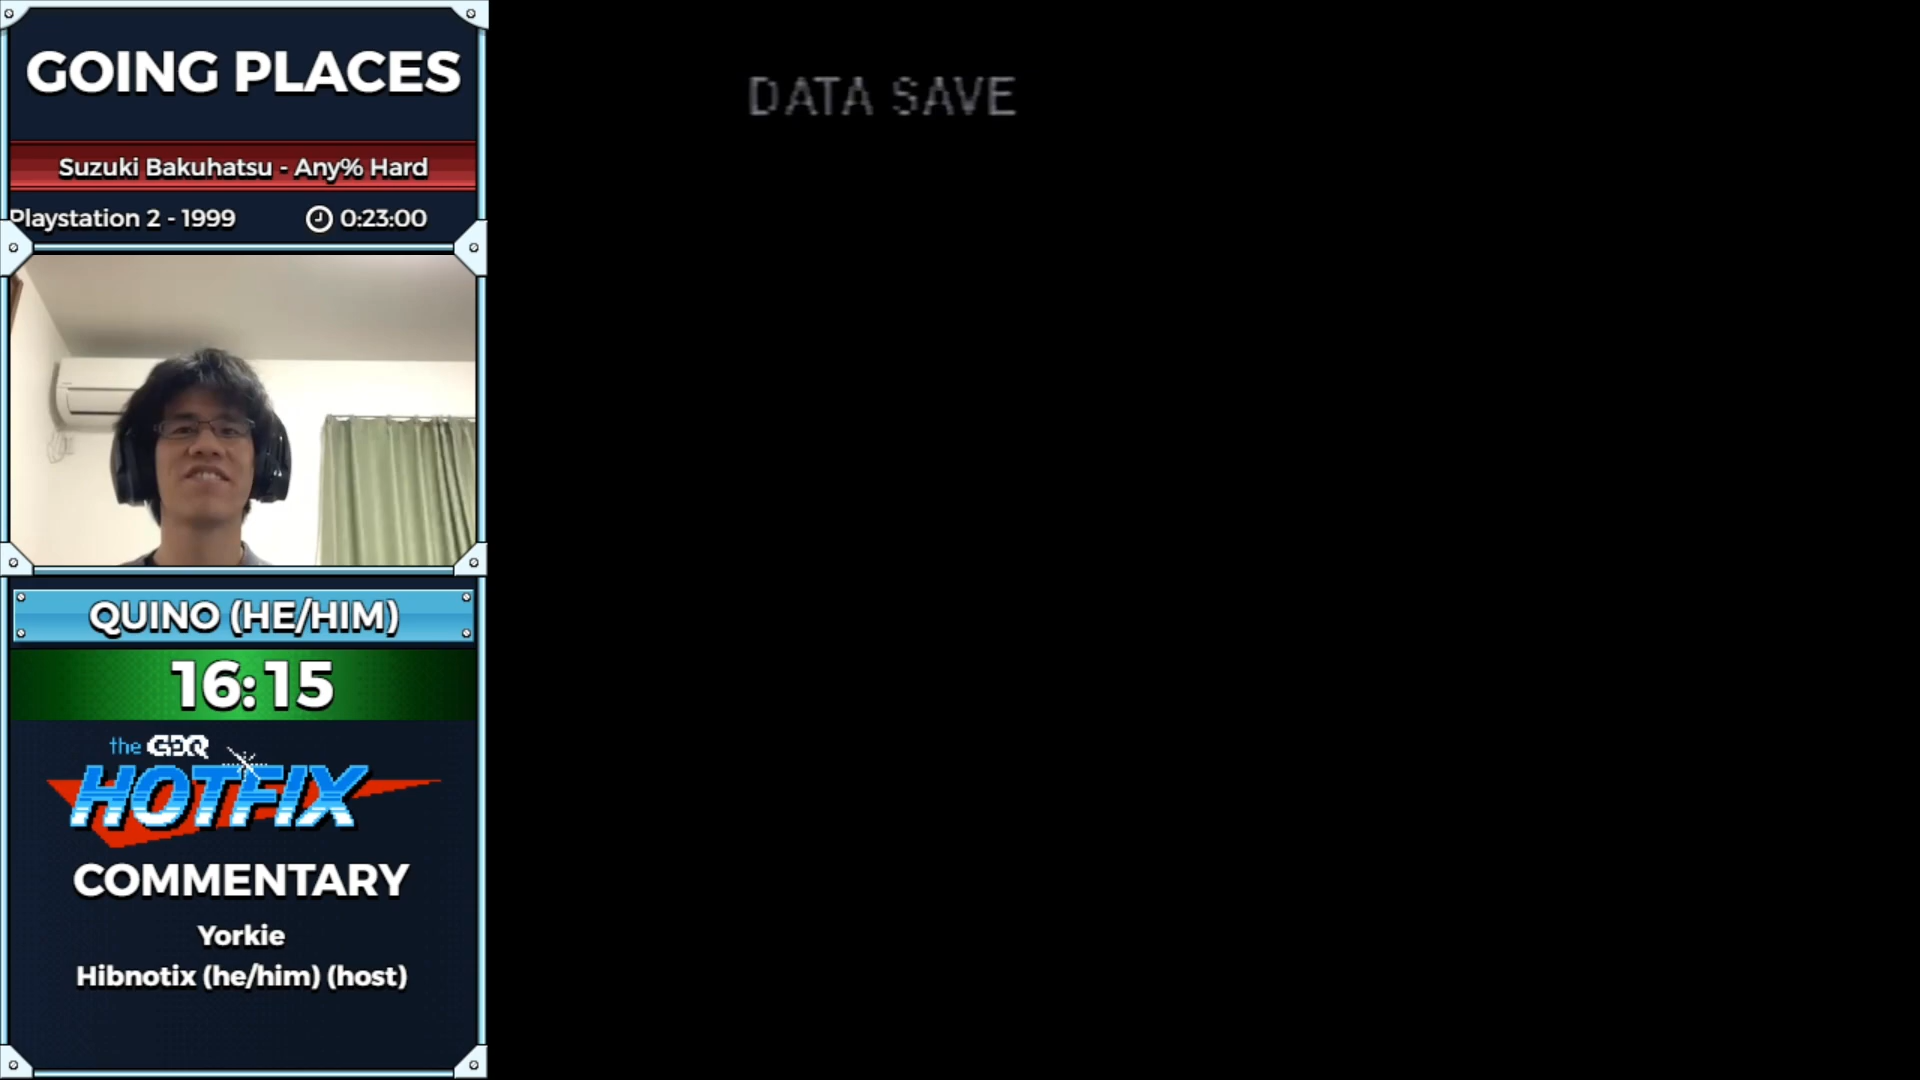 GOING PLACES
Suzuki Bakuhatsu - Any% Hard
Playstation 2 - 1999 0:23:00
QUINO (HE/HIM)
16:15
the GDQ
HOTFIX
COMMENTARY
Yorkie
Hibnotix (he/him) (host)
DATA SAVE